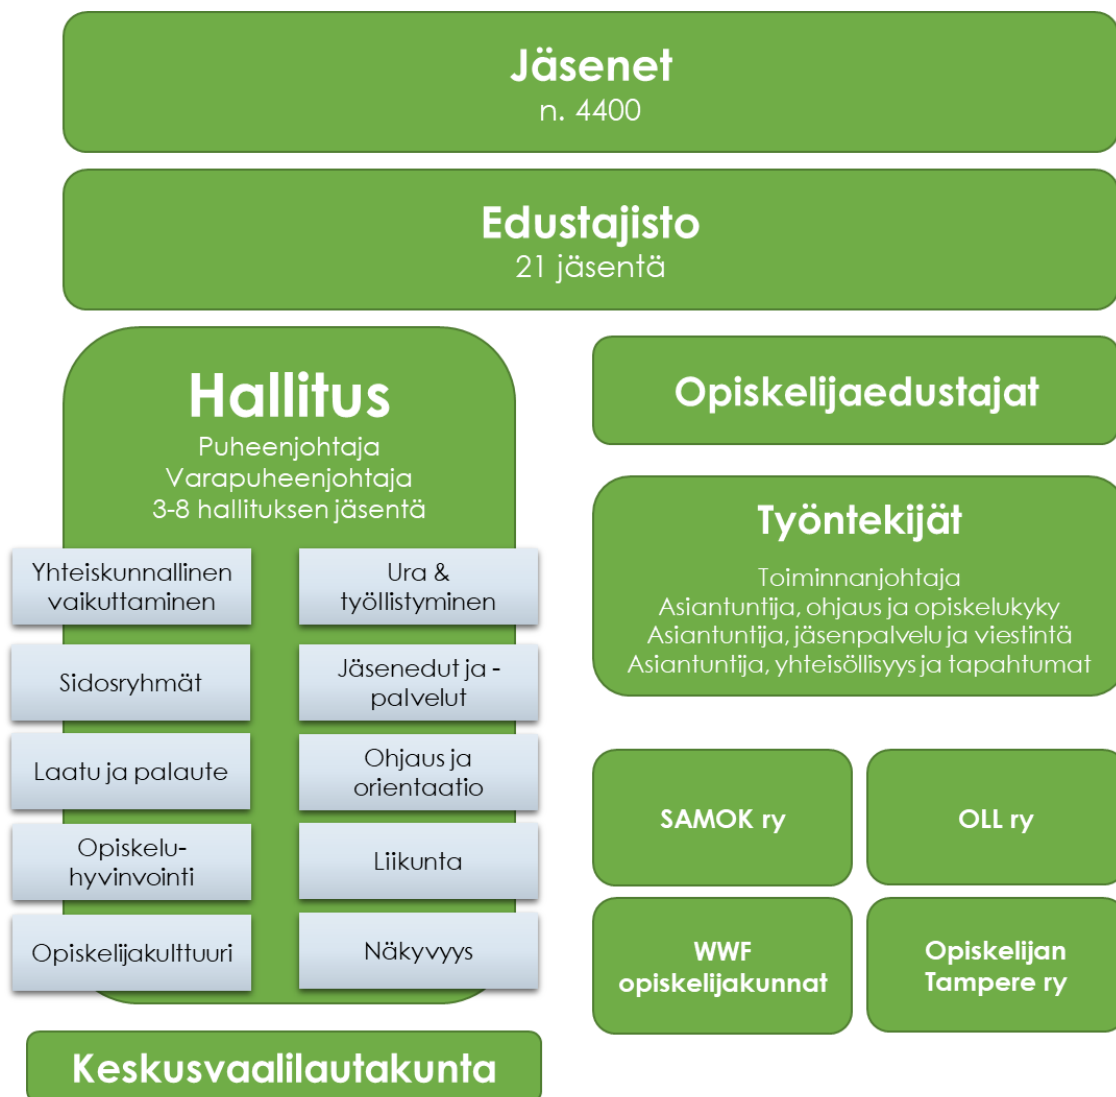 Jäsenet
n. 4400
Edustajisto
21 jäsentä
Hallitus
Puheenjohtaja
Varapuheenjohtaja
3-8 hallituksen jäsentä
Yhteiskunnallinen
vaikuttaminen
Ura &
työllistyminen
Sidosryhmät
Jäsenedut ja -
palvelut
Laatu ja palaute
Ohjaus ja
orientaatio
Opiskelu-
hyvinvointi
Liikunta
Opiskelijakulttuuri
Näkyvyys
Keskusvaalilautakunta
Opiskelijaedustajat
Työntekijät
Toiminnanjohtaja
Asiantuntija, ohjaus ja opiskelukyky
Asiantuntija, jäsenpalvelu ja viestintä
Asiantuntija, yhteisöllisyys ja tapahtumat
SAMOK ry
OLL ry
WWF
opiskelijakunnat
Opiskelijan
Tampere ry